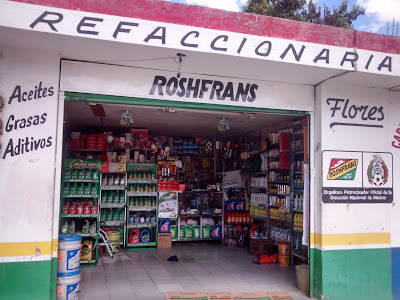 REFACCIONARIA
ROSHFRANS
Aceites
Grasas
Aditivos
Flores
ROSHFRANS
Orgulloso Patrocinador Oficial de la
Selección Nacional de México